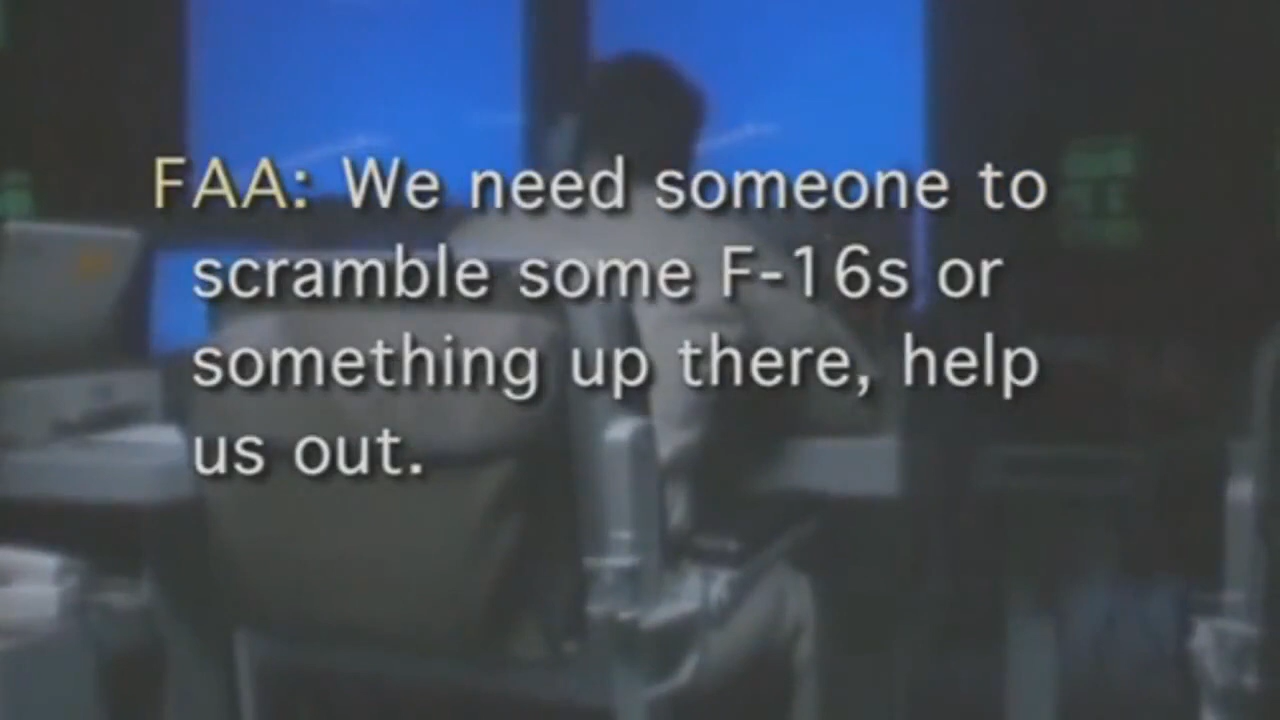 FAA: We need someone to
scramble some F-16s or
something up there, help
us out.